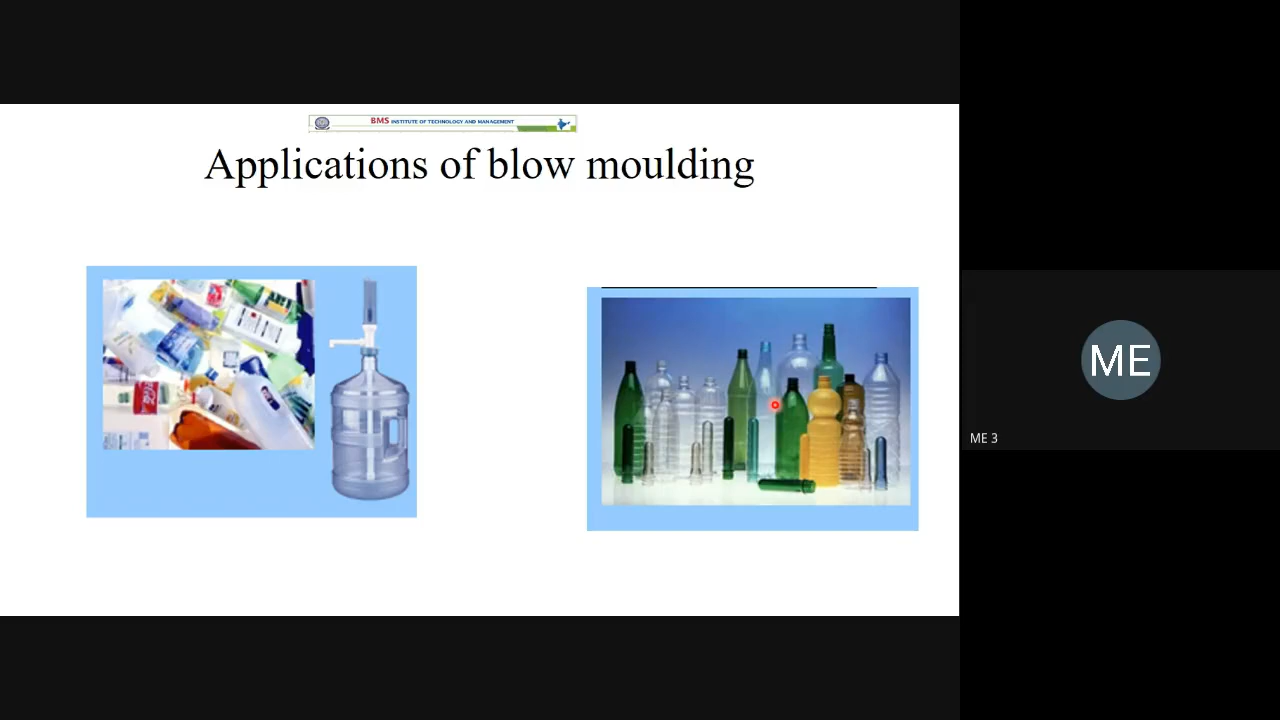 BMS INSTITUTE OF TECHNOLOGY AND MANAGEMENT
Applications of blow moulding
ME
ME 3